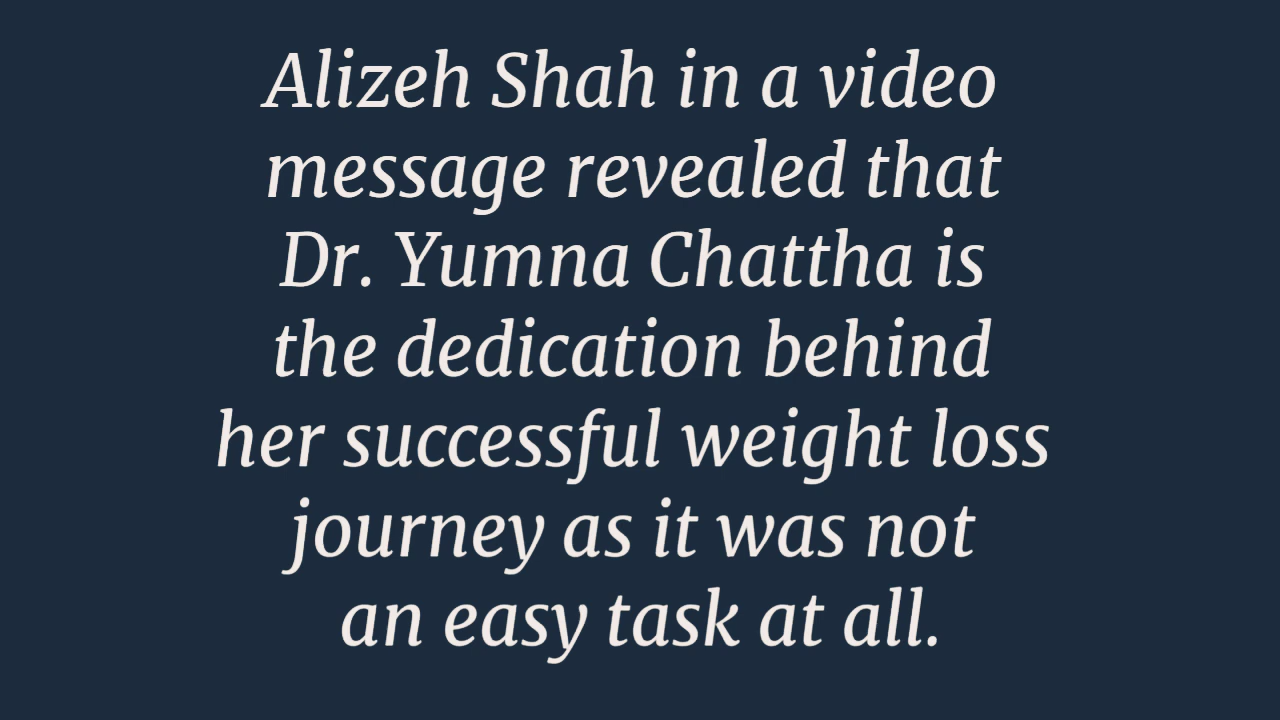 Alizeh Shah in a video
message revealed that
Dr. Yumna Chattha is
the dedication behind
her successful weight loss
journey as it was not
an easy task at all.